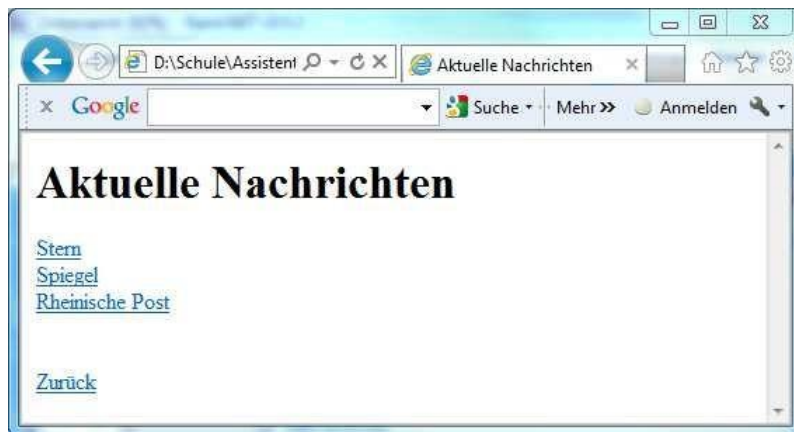 D:\Schule\Assistent
Aktuelle Nachrichten
Google
Suche
Mehr
Anmelden
Aktuelle Nachrichten
Stern
Spiegel
Rheinische Post
Zurück